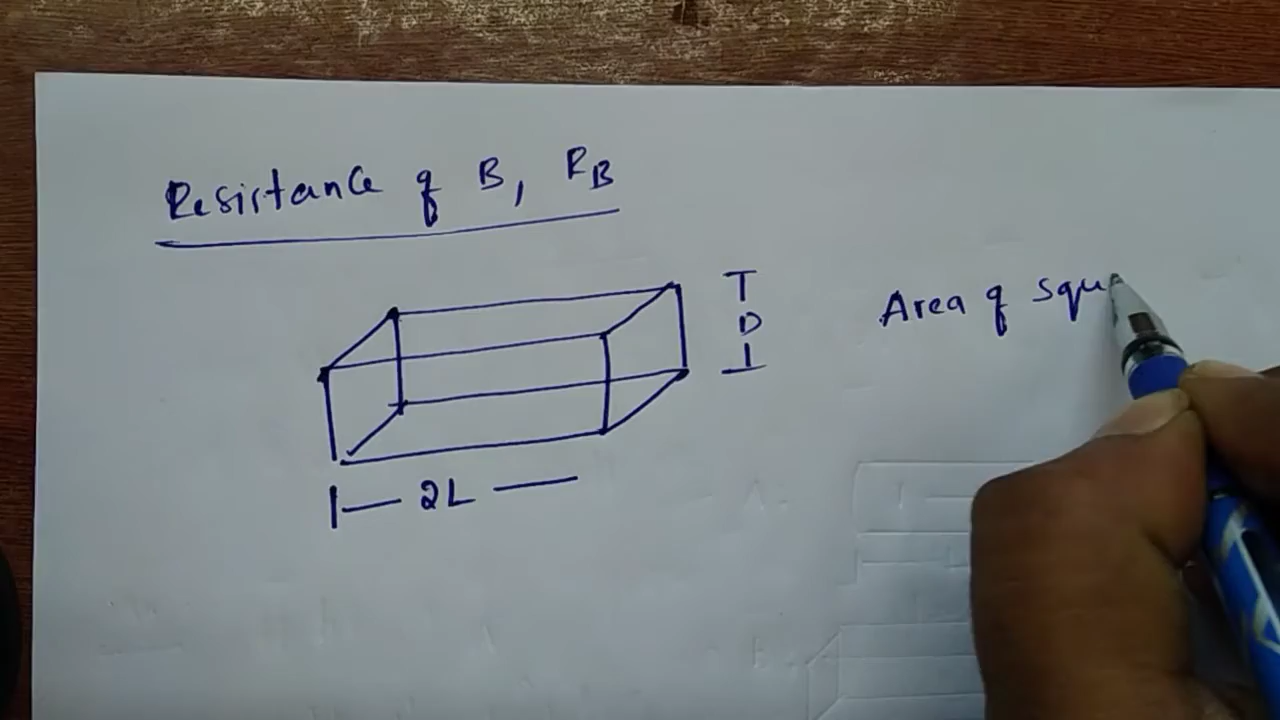 Resistance of B, RB
D
Area of squ
2L